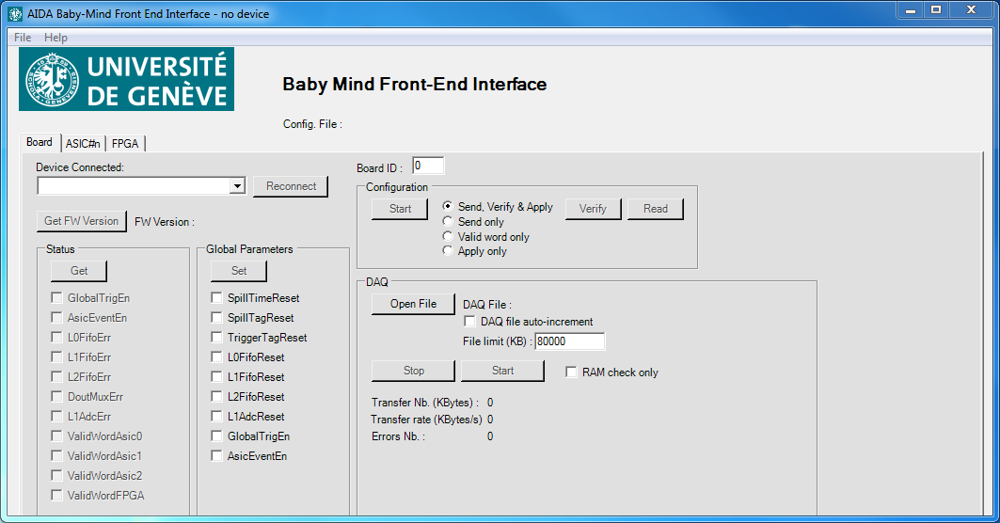 AIDA Baby-Mind Front End Interface - no device
File Help
UNIVERSITÉ
DE GENÈVE
Baby Mind Front-End Interface
Config. File :
Board ASIC#n FPGA
Device Connected:
Reconnect
Board ID : 0
Configuration
Start
Send, Verify & Apply
Send only
Valid word only
Apply only
Verify
Read
Get FW Version FW Version :
Status
Get
GlobalTrigEn
AsicEventEn
L0FifoErr
L1FifoErr
L2FifoErr
DoutMuxErr
L1AdcErr
ValidWordAsic0
ValidWordAsic1
ValidWordAsic2
ValidWordFPGA
Global Parameters
Set
SpillTimeReset
SpillTagReset
TriggerTagReset
L0FifoReset
L1FifoReset
L2FifoReset
L1AdcReset
GlobalTrigEn
AsicEventEn
DAQ
Open File
DAQ File :
DAQ file auto-increment
File limit (KB) : 80000
Stop Start RAM check only
Transfer Nb. (KBytes) : 0
Transfer rate (KBytes/s) 0
Errors Nb. : 0